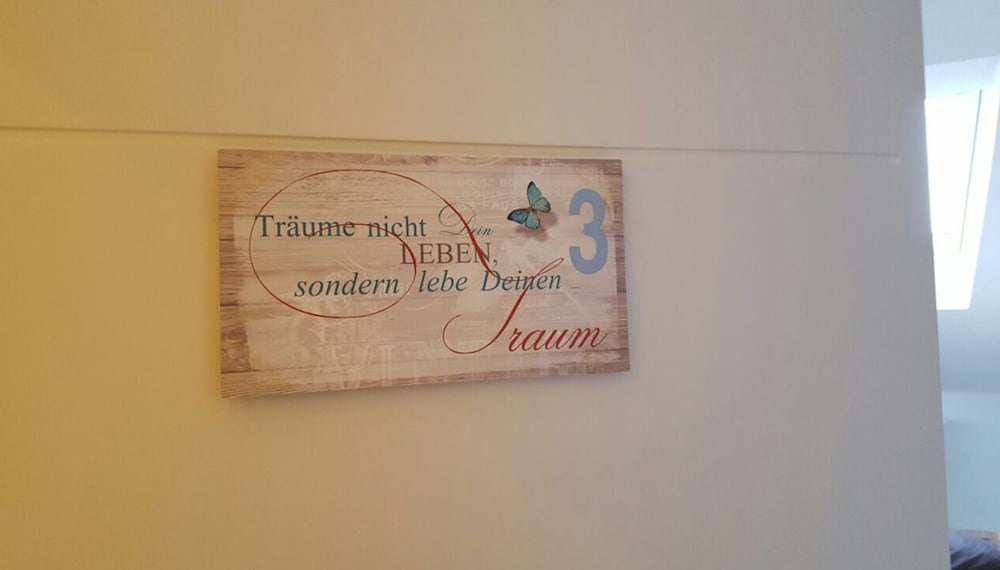 Träume nicht Dein
LEBEN,
sondern lebe Deinen
Traum
3